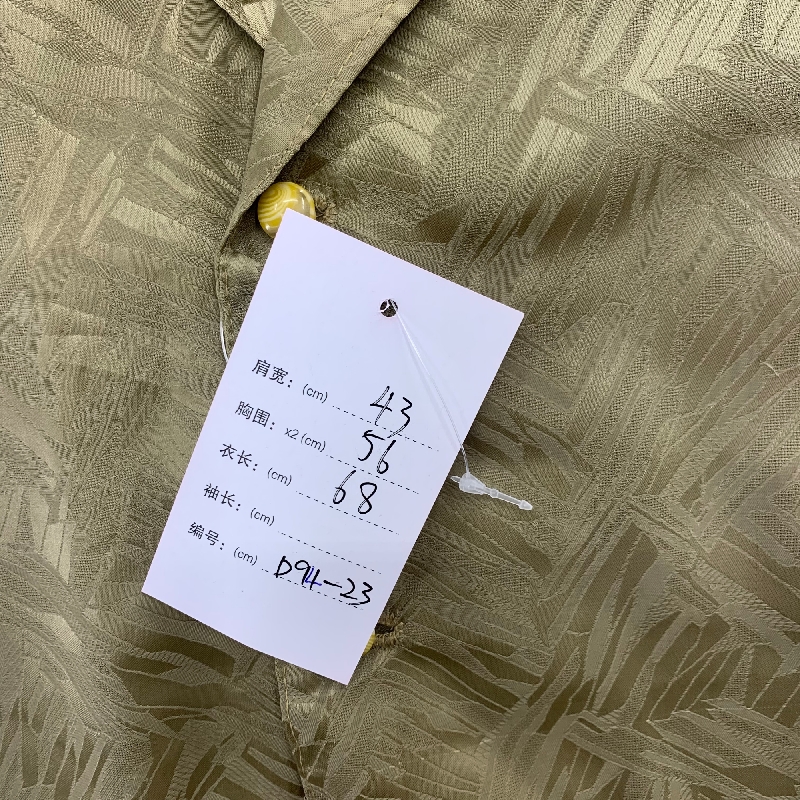 肩宽：(cm) 43
胸围：x2 (cm) 56
衣长：(cm) 68
袖长：(cm)
编号：(cm) D94-23